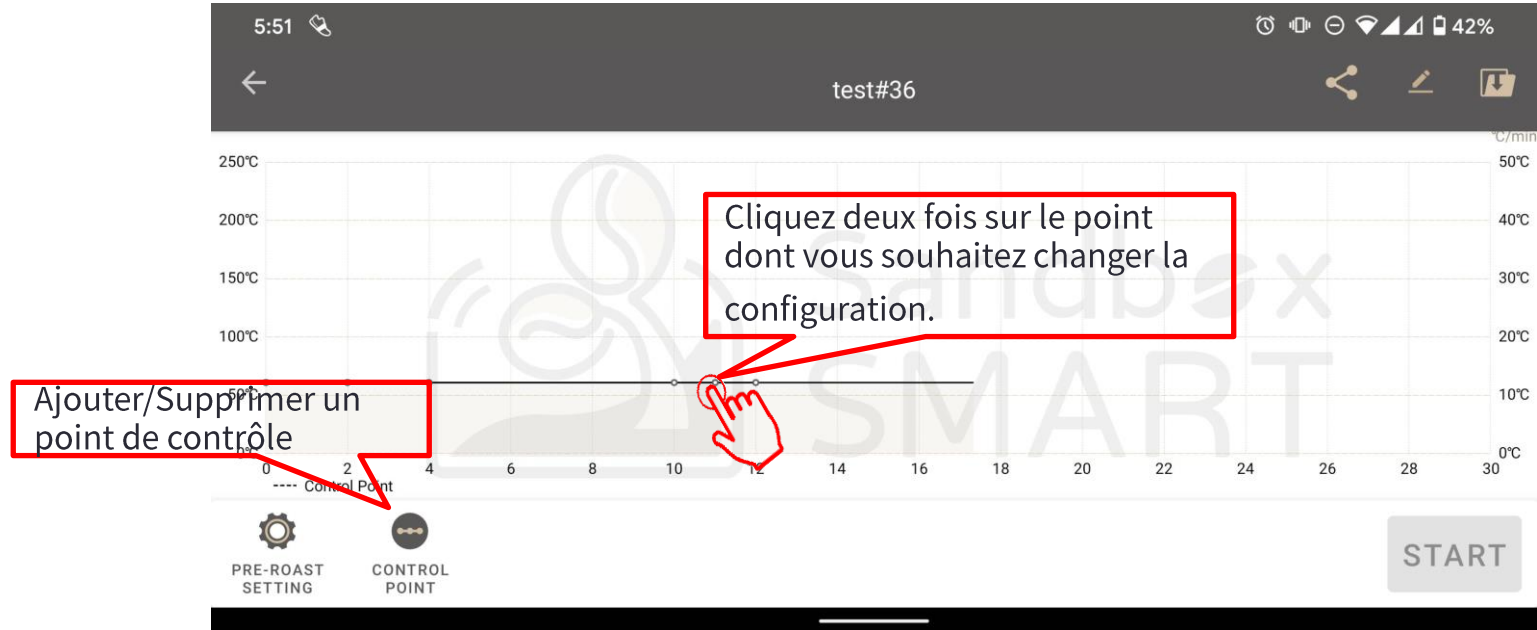 5:51
42%
test#36
°C/min
250°C
50°C
200°C
40°C
150°C
30°C
100°C
20°C
50°C
10°C
0°C
0°C
Cliquez deux fois sur le point
dont vous souhaitez changer la
configuration.
Ajouter/Supprimer un
point de contrôle
Sandbox
SMART
0 2 4 6 8 10 12 14 16 18 20 22 24 26 28 30
---- Control Point
PRE-ROAST
SETTING
CONTROL
POINT
START